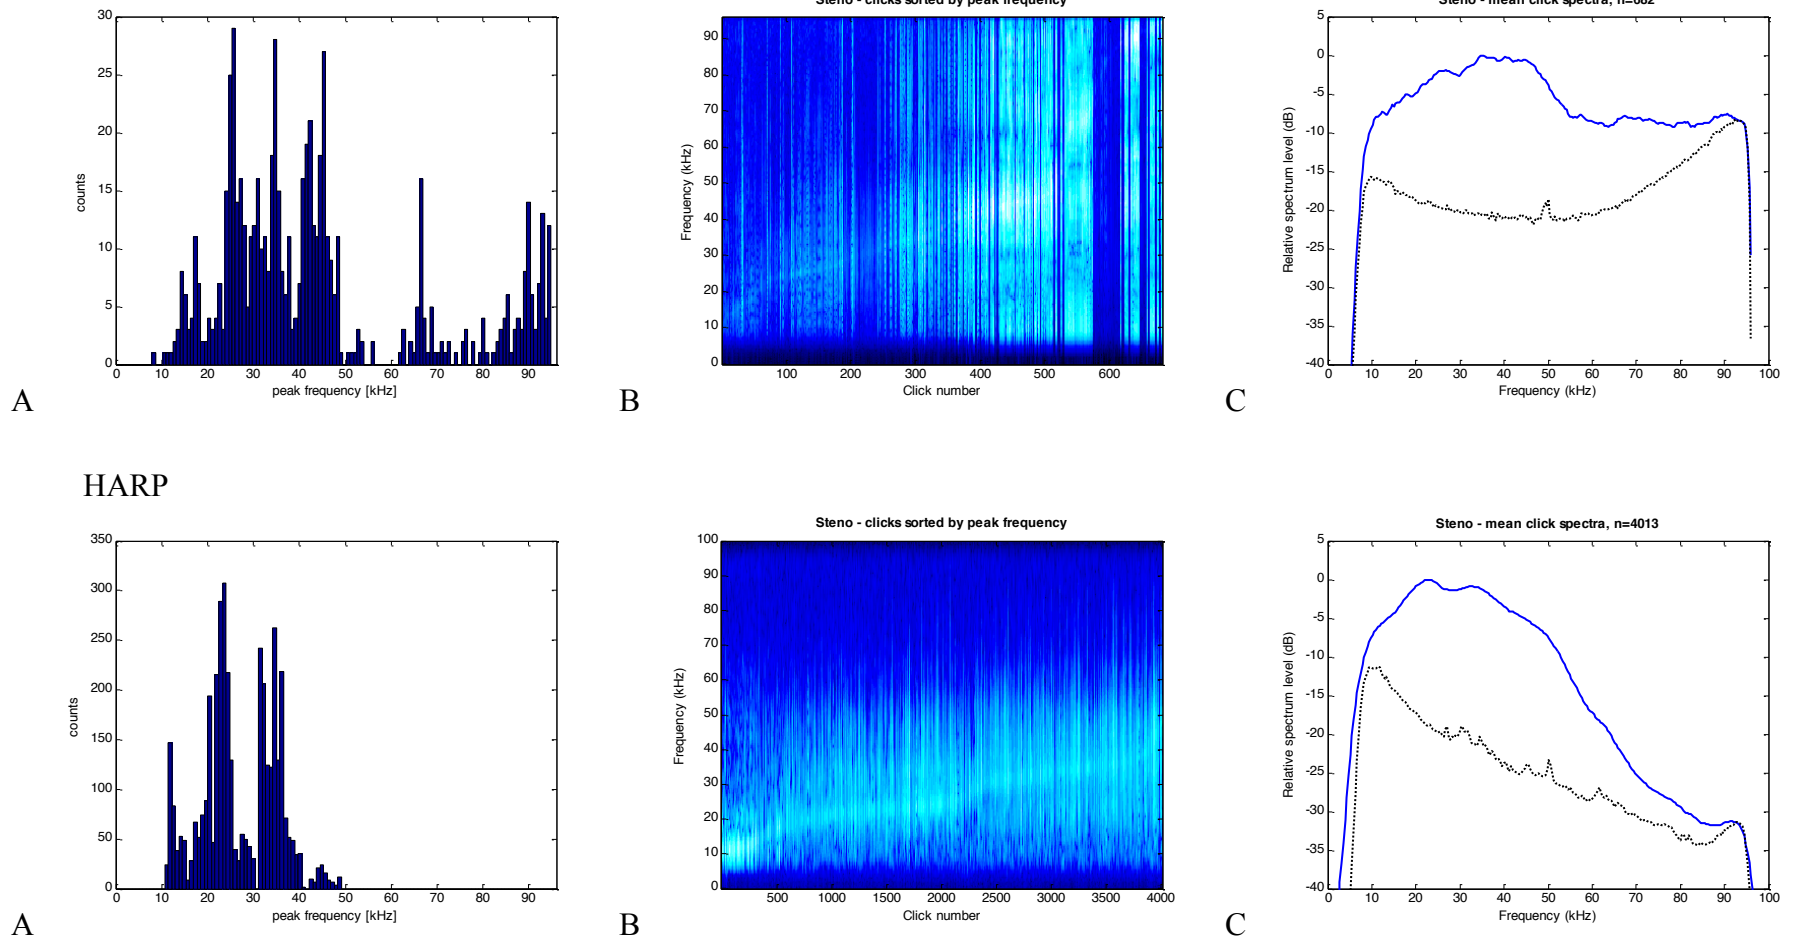 Steno - clicks sorted by peak frequency
Steno - mean click spectra, n=682
30
25
20
15
10
5
0
counts
0 10 20 30 40 50 60 70 80 90
peak frequency [kHz]
A
90
80
70
60
50
40
30
20
10
0
Frequency (kHz)
100 200 300 400 500 600
Click number
B
5
0
-5
-10
-15
-20
-25
-30
-35
-40
Relative spectrum level (dB)
0 10 20 30 40 50 60 70 80 90 100
Frequency (kHz)
C
HARP
350
300
250
200
150
100
50
0
counts
0 10 20 30 40 50 60 70 80 90
peak frequency [kHz]
A
Steno - clicks sorted by peak frequency
100
90
80
70
60
50
40
30
20
10
0
Frequency (kHz)
500 1000 1500 2000 2500 3000 3500 4000
Click number
B
Steno - mean click spectra, n=4013
5
0
-5
-10
-15
-20
-25
-30
-35
-40
Relative spectrum level (dB)
0 10 20 30 40 50 60 70 80 90 100
Frequency (kHz)
C